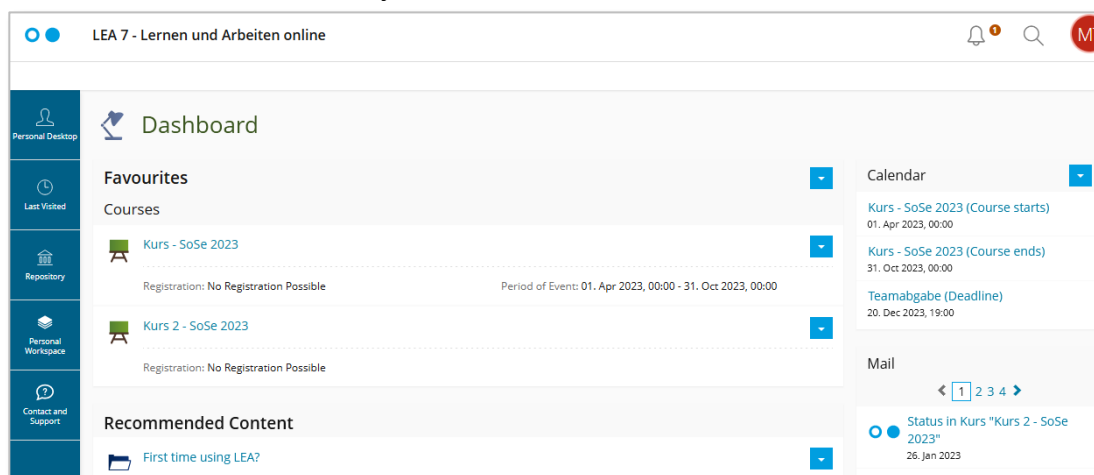 LEA 7 - Lernen und Arbeiten online
1
MT
Personal Desktop
Last Visited
Repository
Personal
Workspace
Contact and
Support
Dashboard
Favourites
Courses
Kurs - SoSe 2023
Registration: No Registration Possible
Period of Event: 01. Apr 2023, 00:00 - 31. Oct 2023, 00:00
Kurs 2 - SoSe 2023
Registration: No Registration Possible
Recommended Content
First time using LEA?
Calendar
Kurs - SoSe 2023 (Course starts)
01. Apr 2023, 00:00
Kurs - SoSe 2023 (Course ends)
31. Oct 2023, 00:00
Teamabgabe (Deadline)
20. Dec 2023, 19:00
Mail
1 2 3 4
Status in Kurs "Kurs 2 - SoSe
2023"
26. Jan 2023